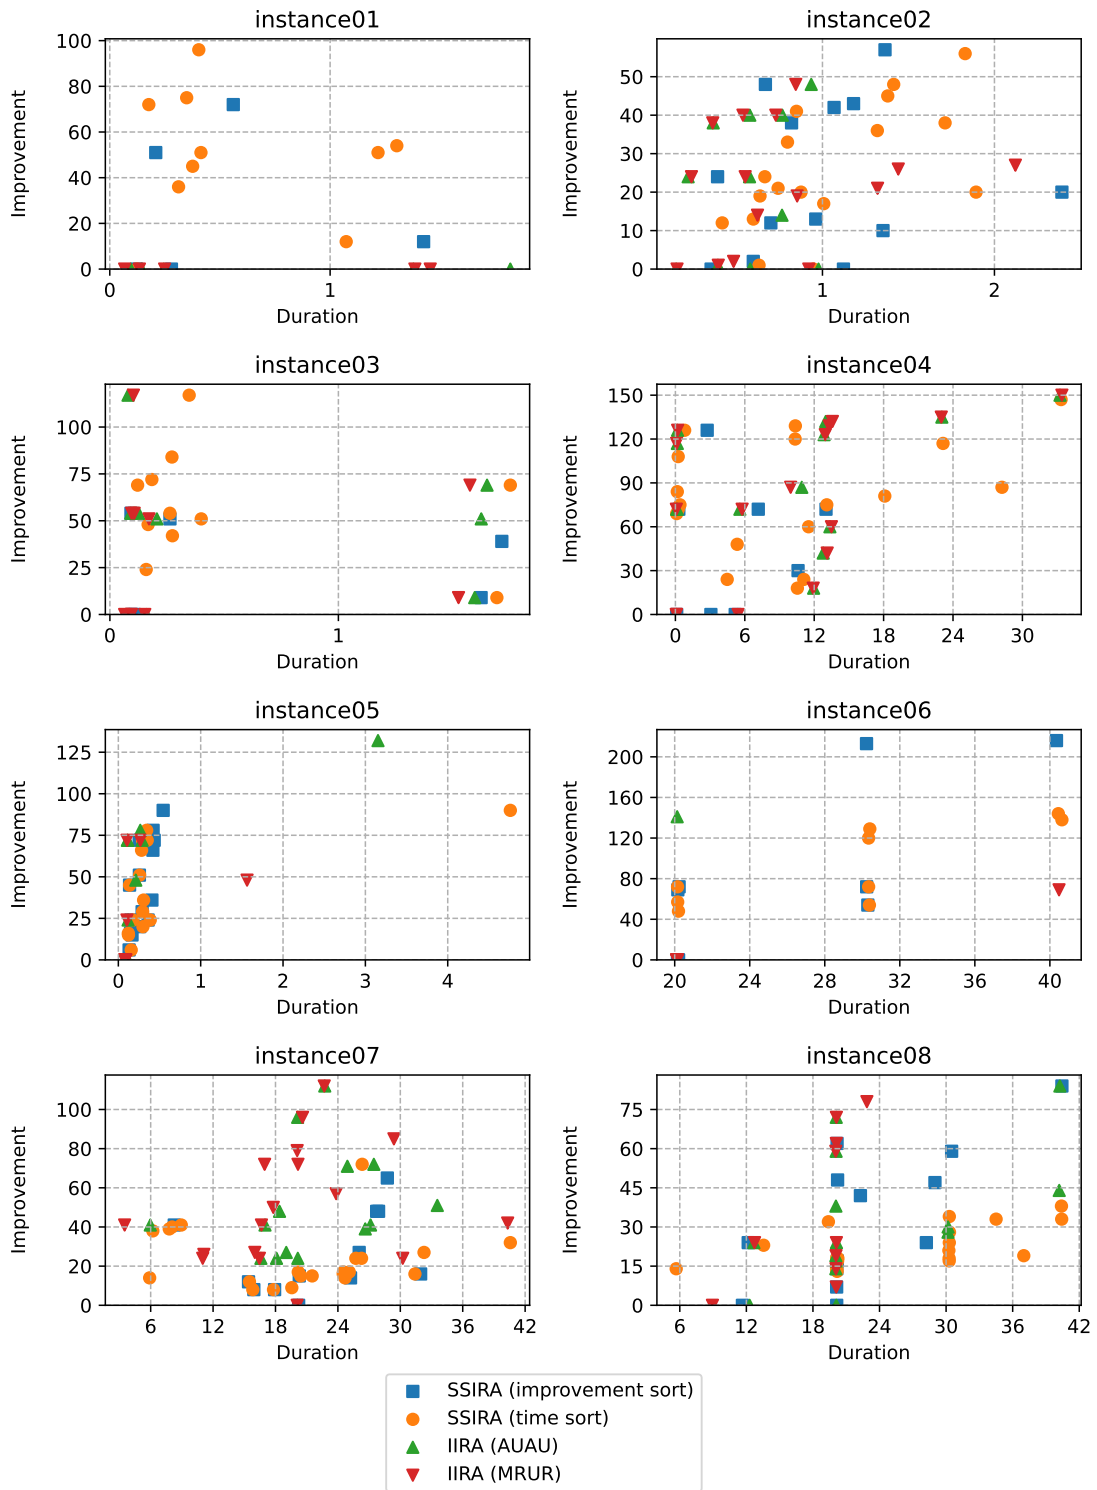 instance01
Improvement
100
80
60
40
20
0
0 1
Duration
instance02
Improvement
50
40
30
20
10
0
1 2
Duration
instance03
Improvement
100
75
50
25
0
0 1
Duration
instance04
Improvement
150
120
90
60
30
0
0 6 12 18 24 30
Duration
instance05
Improvement
125
100
75
50
25
0
0 1 2 3 4
Duration
instance06
Improvement
200
160
120
80
40
0
20 24 28 32 36 40
Duration
instance07
Improvement
100
80
60
40
20
0
6 12 18 24 30 36 42
Duration
instance08
Improvement
75
60
45
30
15
0
6 12 18 24 30 36 42
Duration
SSIRA (improvement sort)
SSIRA (time sort)
IIRA (AUAU)
IIRA (MRUR)